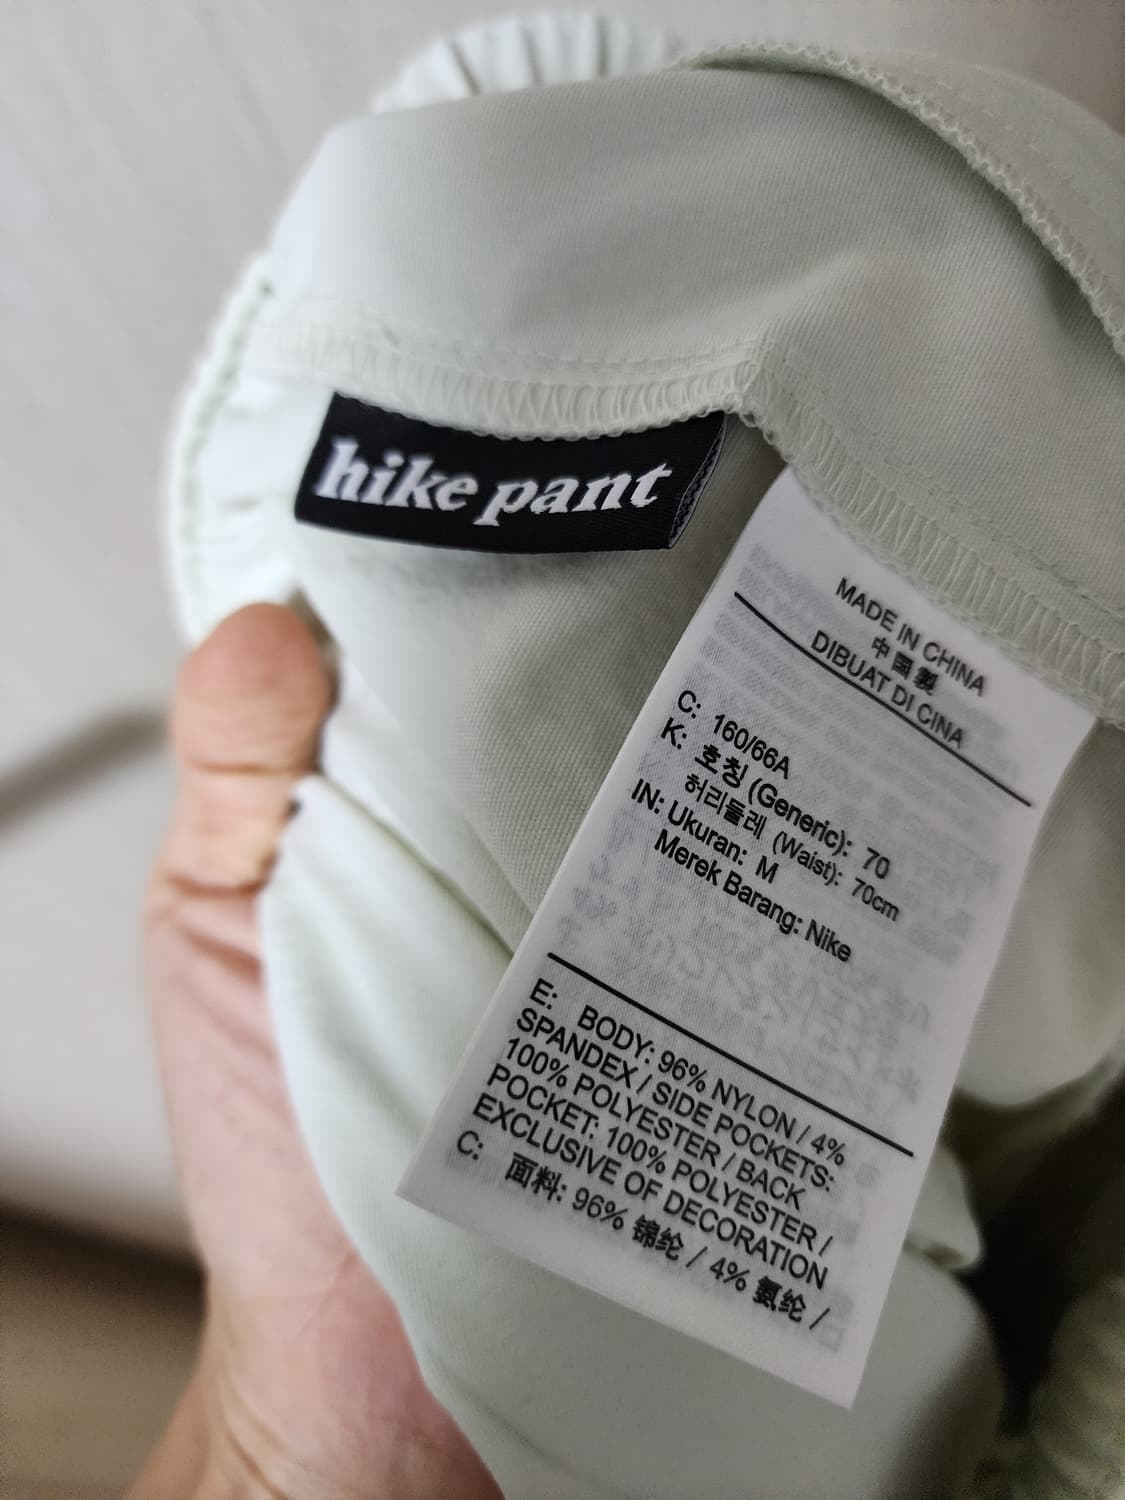 hike pant
MADE IN CHINA
中国製
DIBUAT DI CINA
C: 160/66A
K: 호칭 (Generic): 70
허리둘레 (Waist): 70cm
IN: Ukuran: M
Merek Barang: Nike
E: BODY: 96% NYLON / 4%
SPANDEX / SIDE POCKETS:
100% POLYESTER / BACK
POCKET: 100% POLYESTER /
EXCLUSIVE OF DECORATION
C: 面料: 96% 锦纶 / 4% 氨纶 /